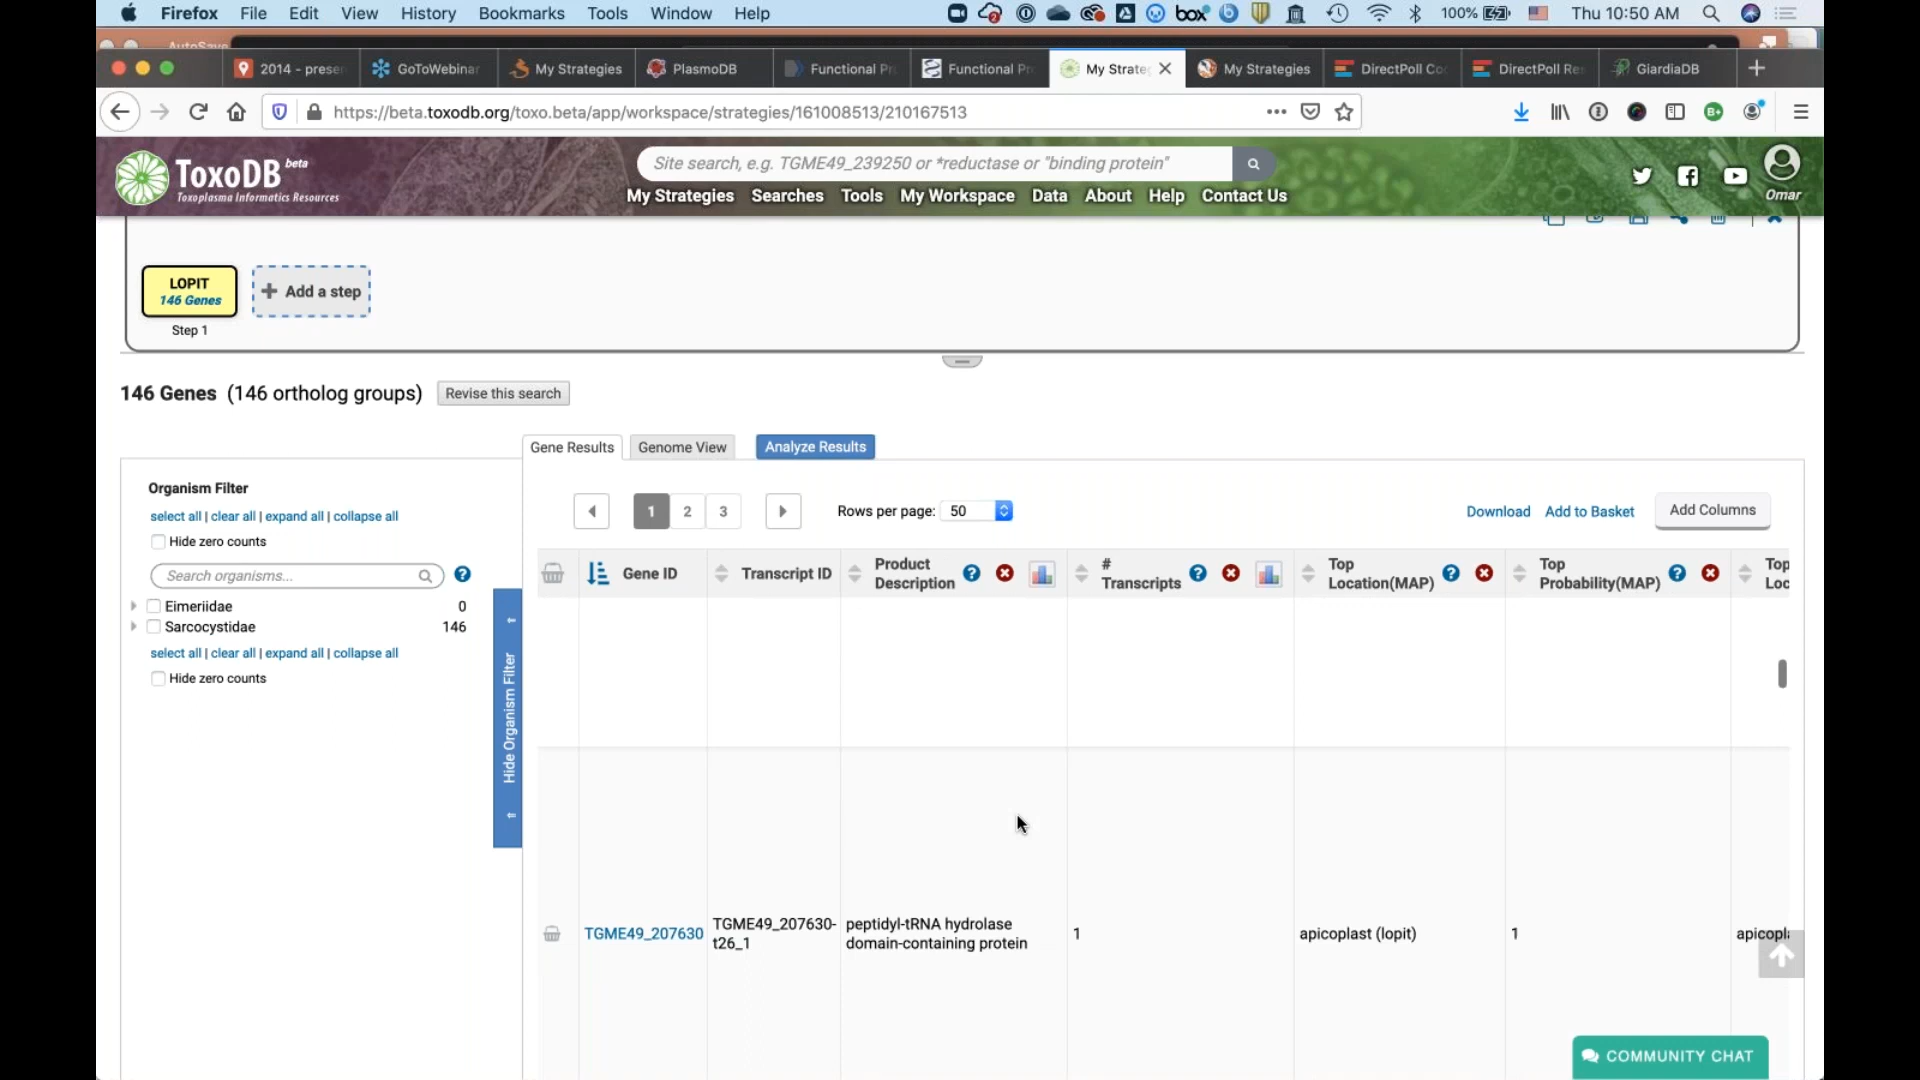 Firefox File Edit View History Bookmarks Tools Window Help box 100% Thu 10:50 AM
AutoSave
2014 - prese GoToWebinar My Strategies PlasmoDB Functional Pr Functional Pr My Strate My Strategies DirectPoll Co DirectPoll Re GiardiaDB
https://beta.toxodb.org/toxo.beta/app/workspace/strategies/161008513/210167513
ToxoDB beta
Toxoplasma Informatics Resources
Site search, e.g. TGME49_239250 or *reductase or "binding protein"
My Strategies Searches Tools My Workspace Data About Help Contact Us
Omar
LOPIT
146 Genes
Step 1
+ Add a step
146 Genes (146 ortholog groups) Revise this search
Gene Results Genome View Analyze Results
Organism Filter
select all | clear all | expand all | collapse all
Hide zero counts
Search organisms...
Eimeriidae 0
Sarcocystidae 146
select all | clear all | expand all | collapse all
Hide zero counts
Hide Organism Filter
1 2 3 Rows per page: 50 Download Add to Basket Add Columns
Gene ID Transcript ID Product Description # Transcripts Top Location(MAP) Top Probability(MAP) Top Loc
TGME49_207630 TGME49_207630-t26_1 peptidyl-tRNA hydrolase domain-containing protein 1 apicoplast (lopit) 1 apicopl
COMMUNITY CHAT